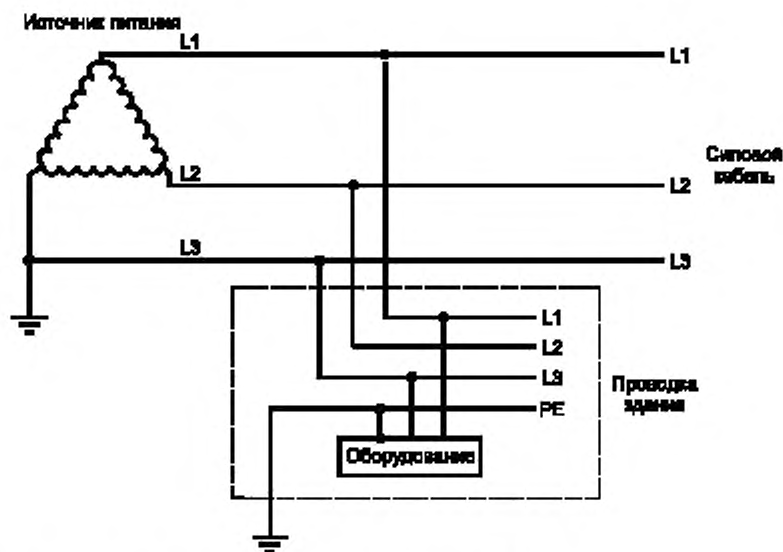 Источник питания
L1
L1
L2
L2
Силовой
кабель
L3
L3
L1
L2
L3
PE
Проводка
здания
Оборудование